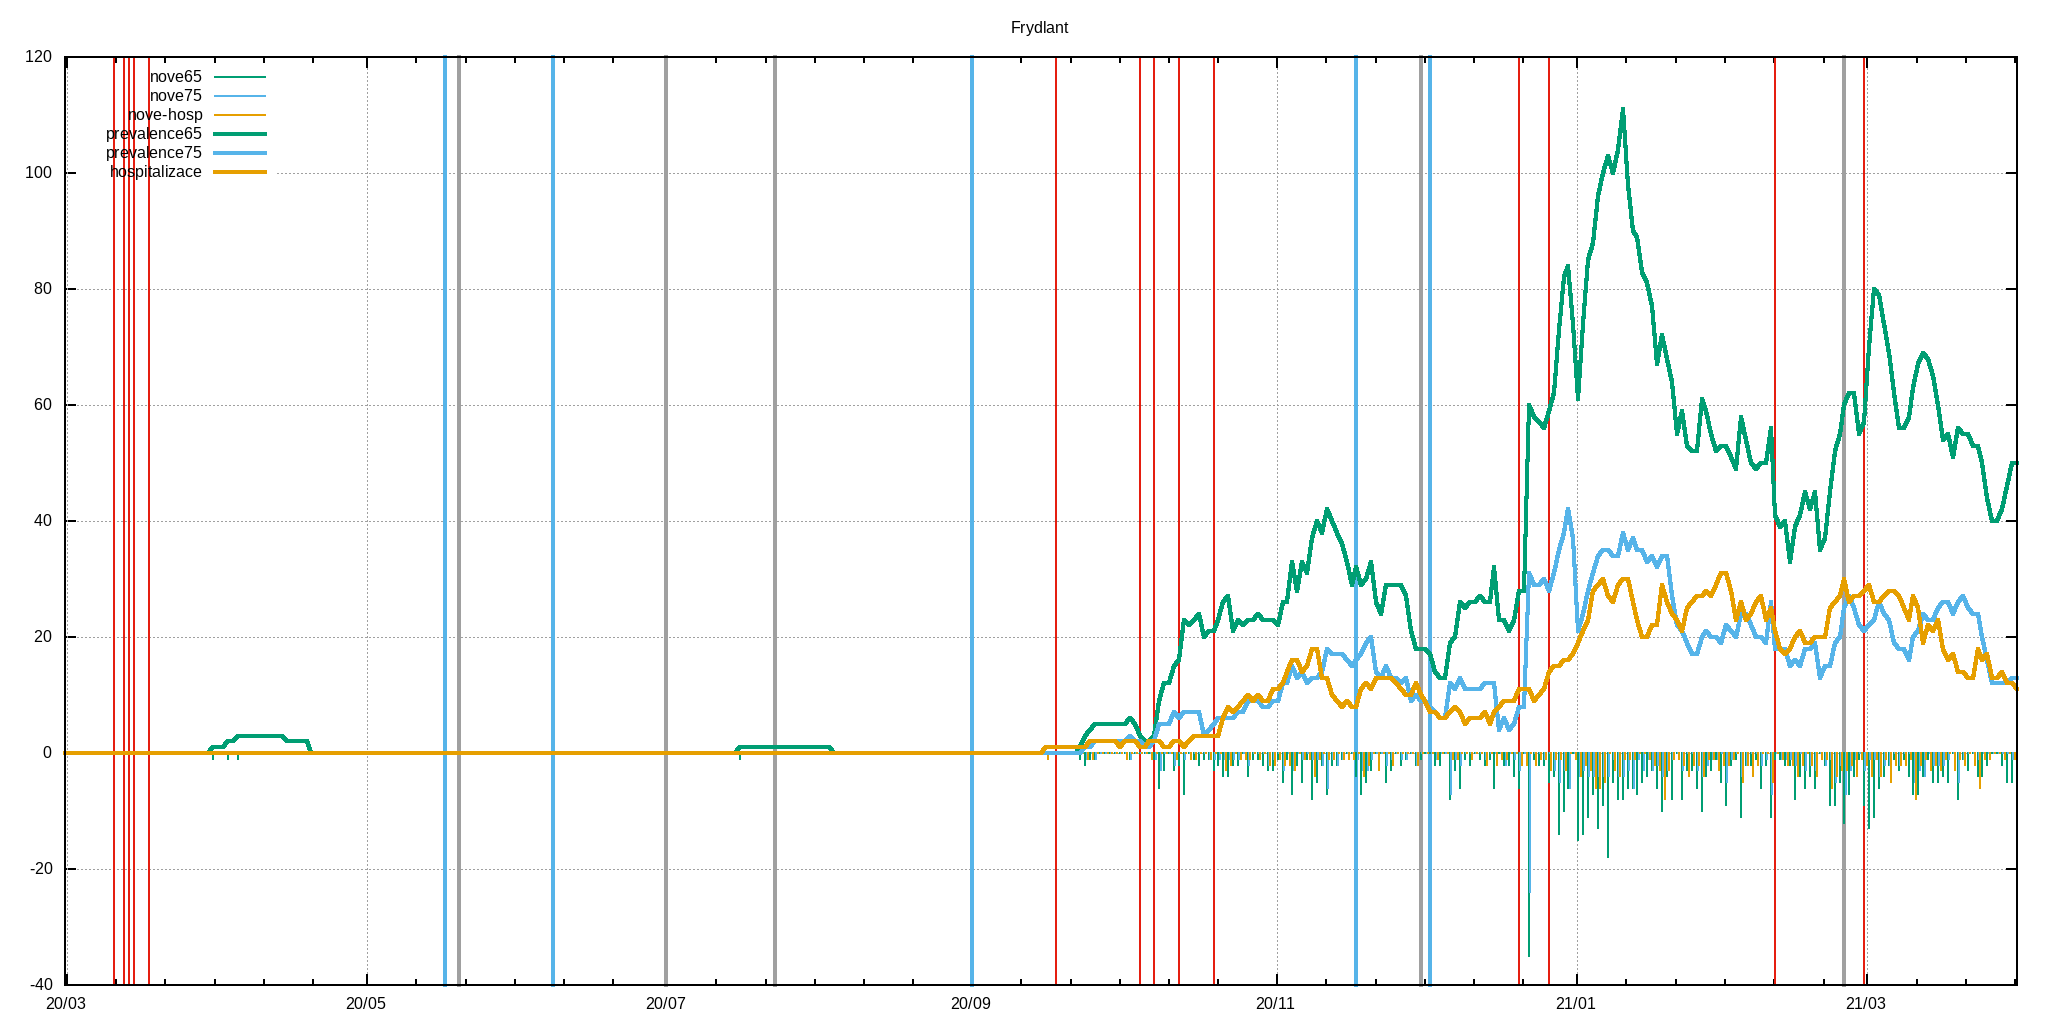 Frydlant
120
100
80
60
40
20
0
-20
-40
nove65
nove75
nove-hosp
prevalence65
prevalence75
hospitalizace
20/03 20/05 20/07 20/09 20/11 21/01 21/03